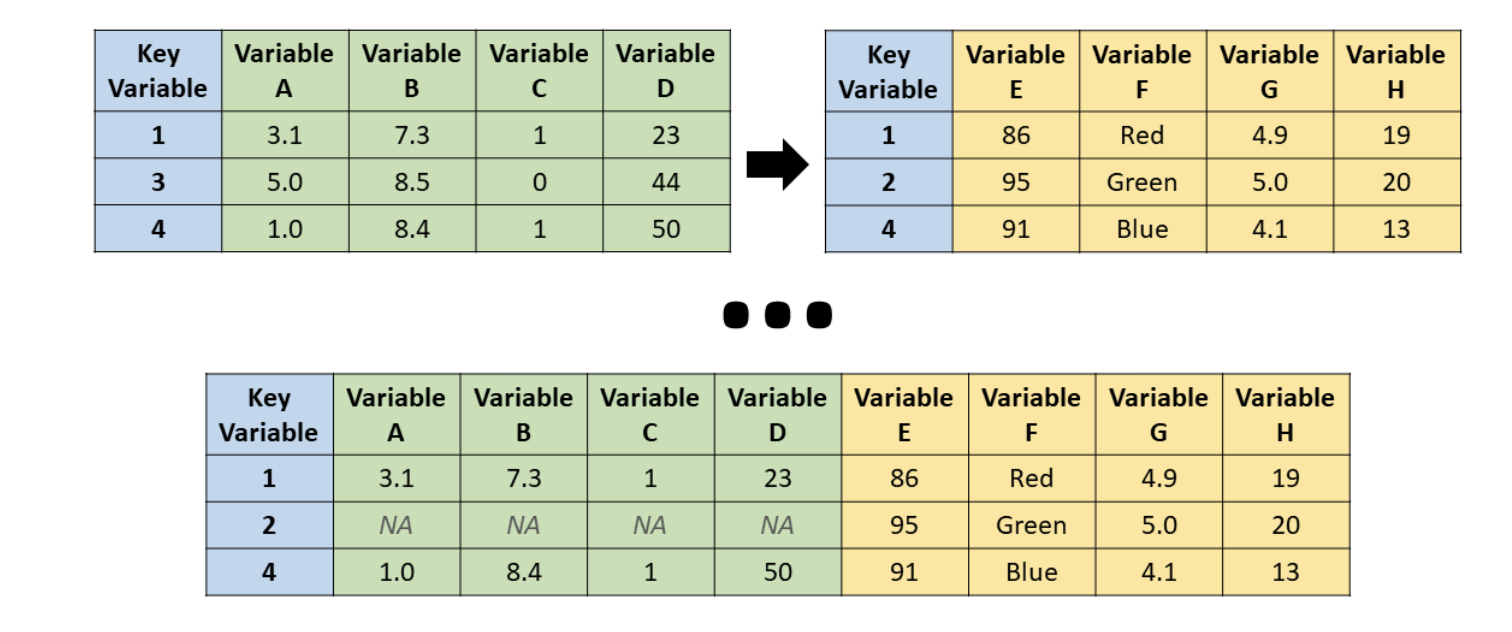 Key Variable Variable Variable Variable Key Variable Variable Variable Variable
Variable A B C D Variable E F G H
1 3.1 7.3 1 23 1 86 Red 4.9 19
3 5.0 8.5 0 44 2 95 Green 5.0 20
4 1.0 8.4 1 50 4 91 Blue 4.1 13
Key Variable Variable Variable Variable Variable Variable Variable Variable
Variable A B C D E F G H
1 3.1 7.3 1 23 86 Red 4.9 19
2 NA NA NA NA 95 Green 5.0 20
4 1.0 8.4 1 50 91 Blue 4.1 13